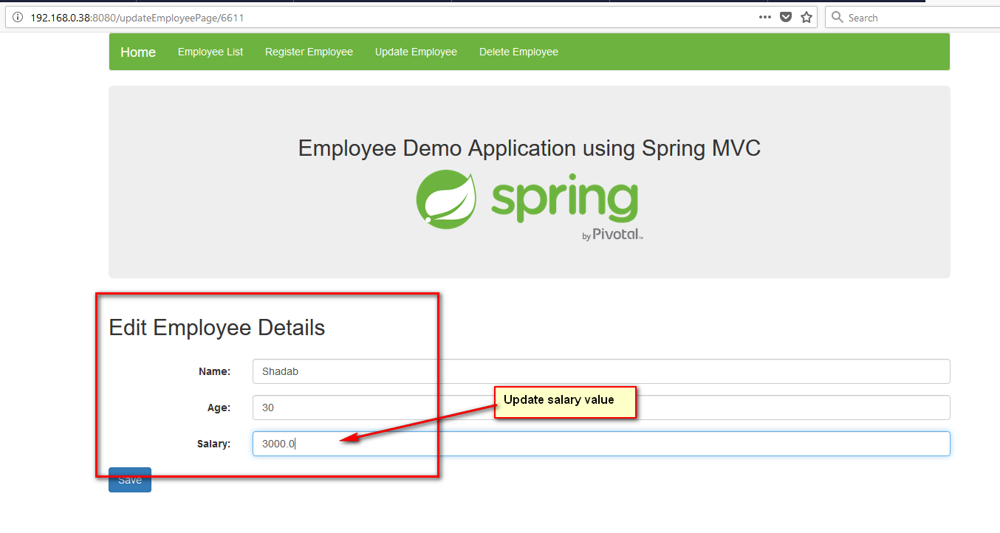 192.168.0.38:8080/updateEmployeePage/6611
Search
Home Employee List Register Employee Update Employee Delete Employee
Employee Demo Application using Spring MVC
spring
by Pivotal™
Edit Employee Details
Name: Shadab
Update salary value
Age: 30
Salary: 3000.0
Save